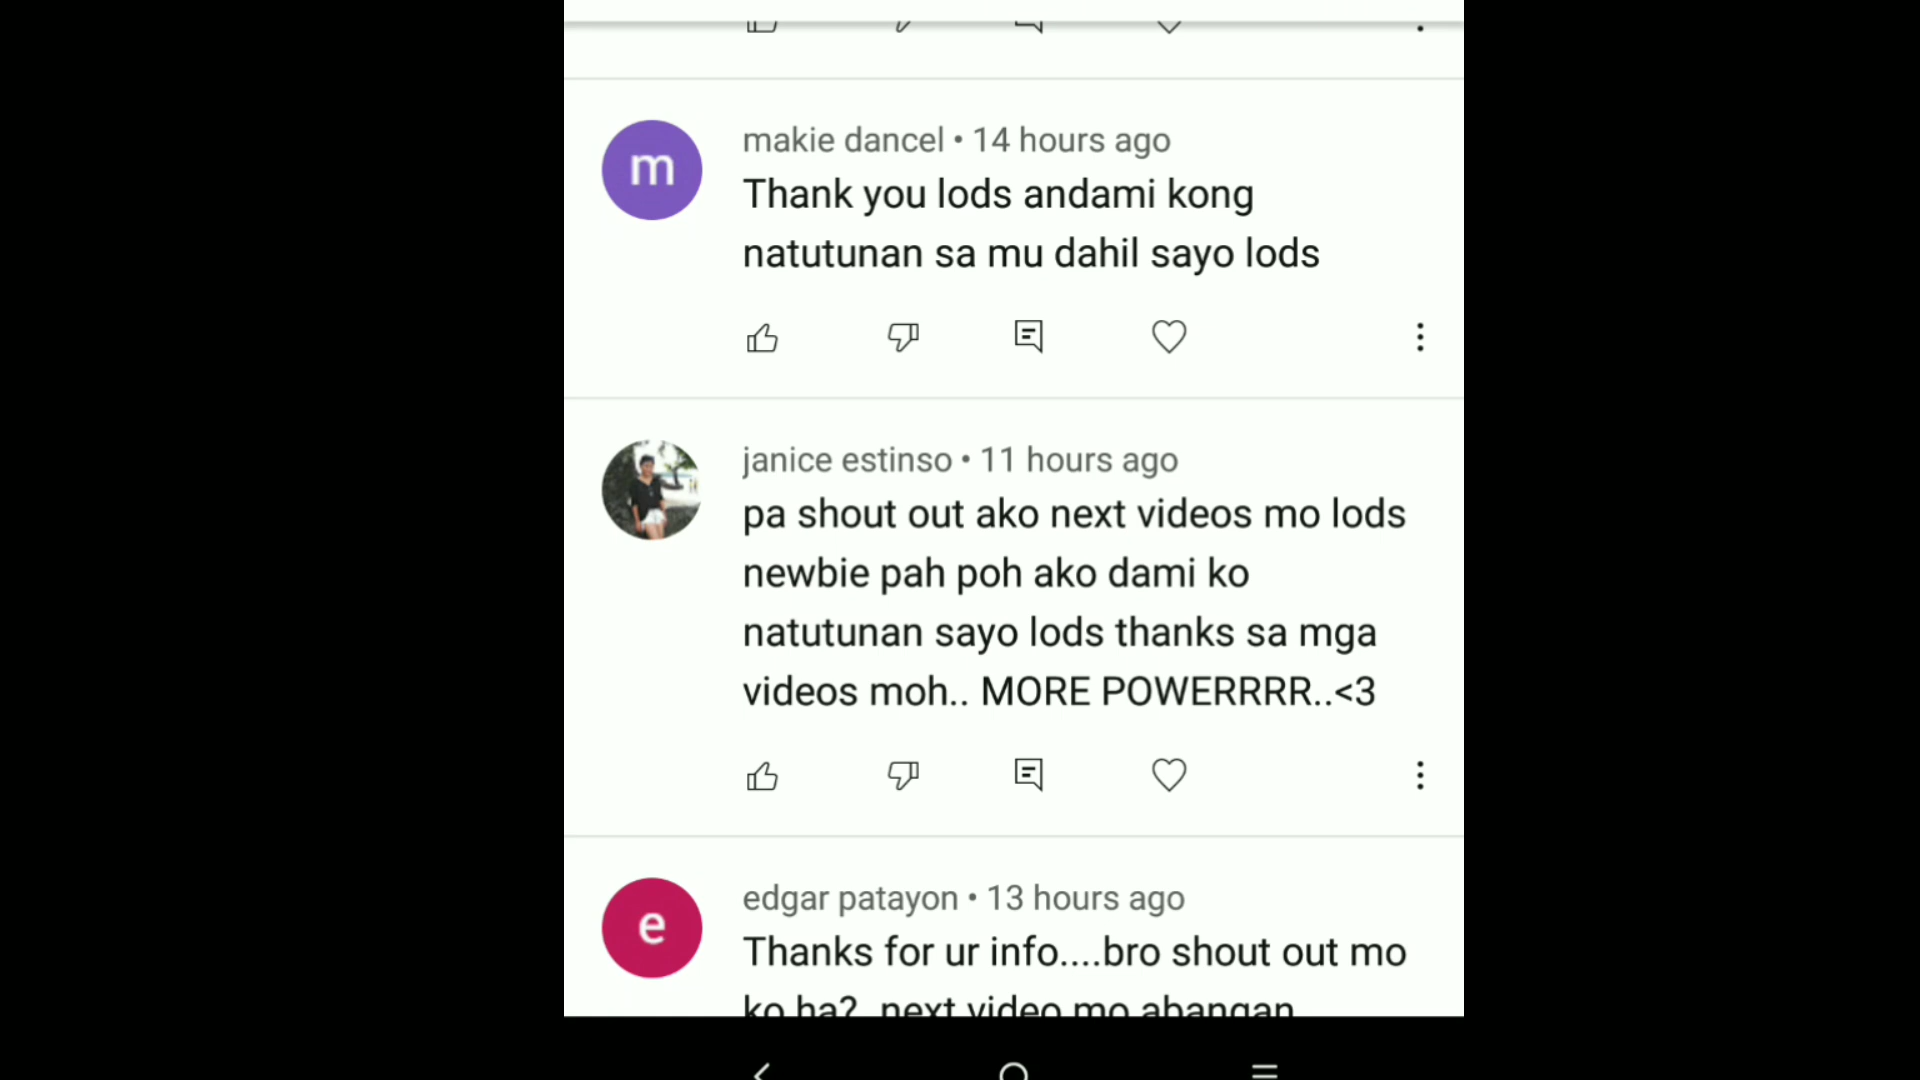 m
makie dancel • 14 hours ago
Thank you lods andami kong
natutunan sa mu dahil sayo lods
janice estinso • 11 hours ago
pa shout out ako next videos mo lods
newbie pah poh ako dami ko
natutunan sayo lods thanks sa mga
videos moh.. MORE POWERRRR..<3
e
edgar patayon • 13 hours ago
Thanks for ur info....bro shout out mo
ko ha? next video mo abangan